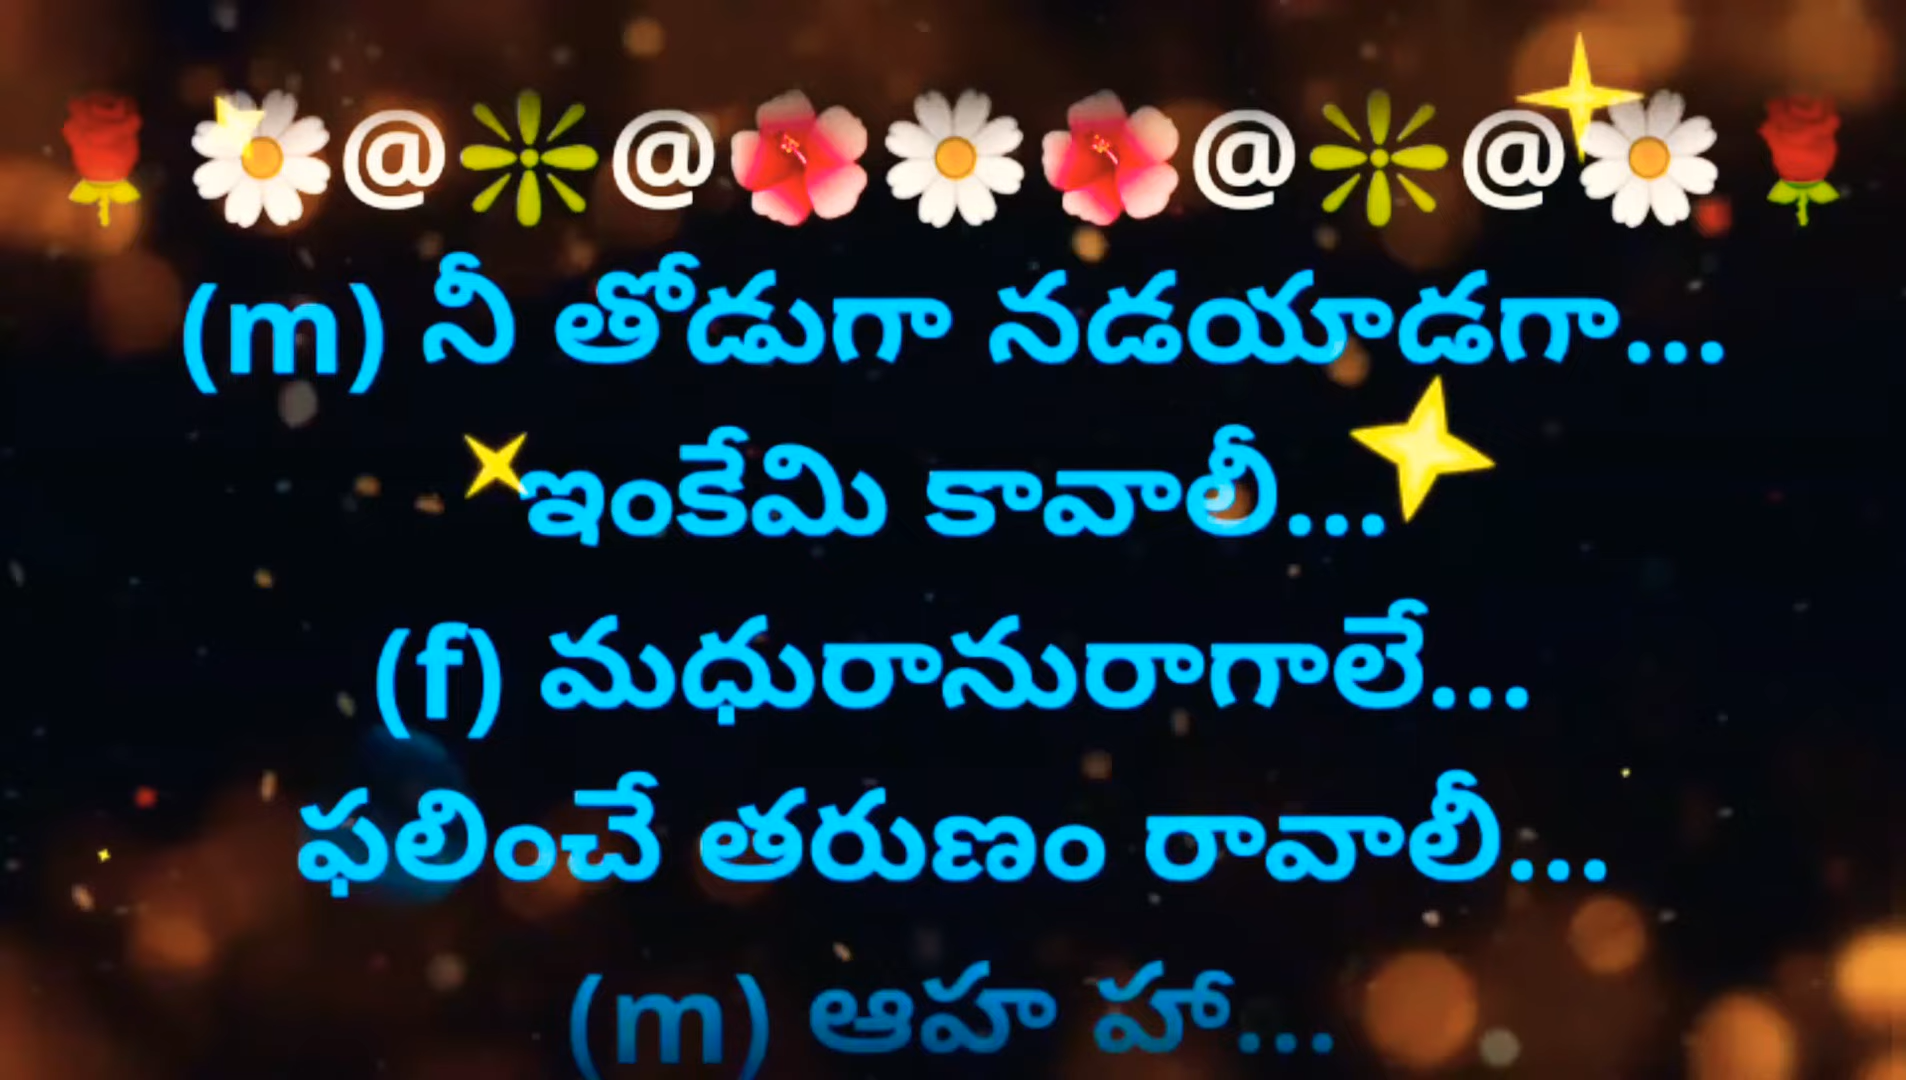 @ @ @ @
(m) నీ తోడుగా నడయాడగా...
ఇంకేమి కావాలీ...
(f) మధురానురాగాలే...
ఫలించే తరుణం రావాలీ...
(m) ఆహ హా...